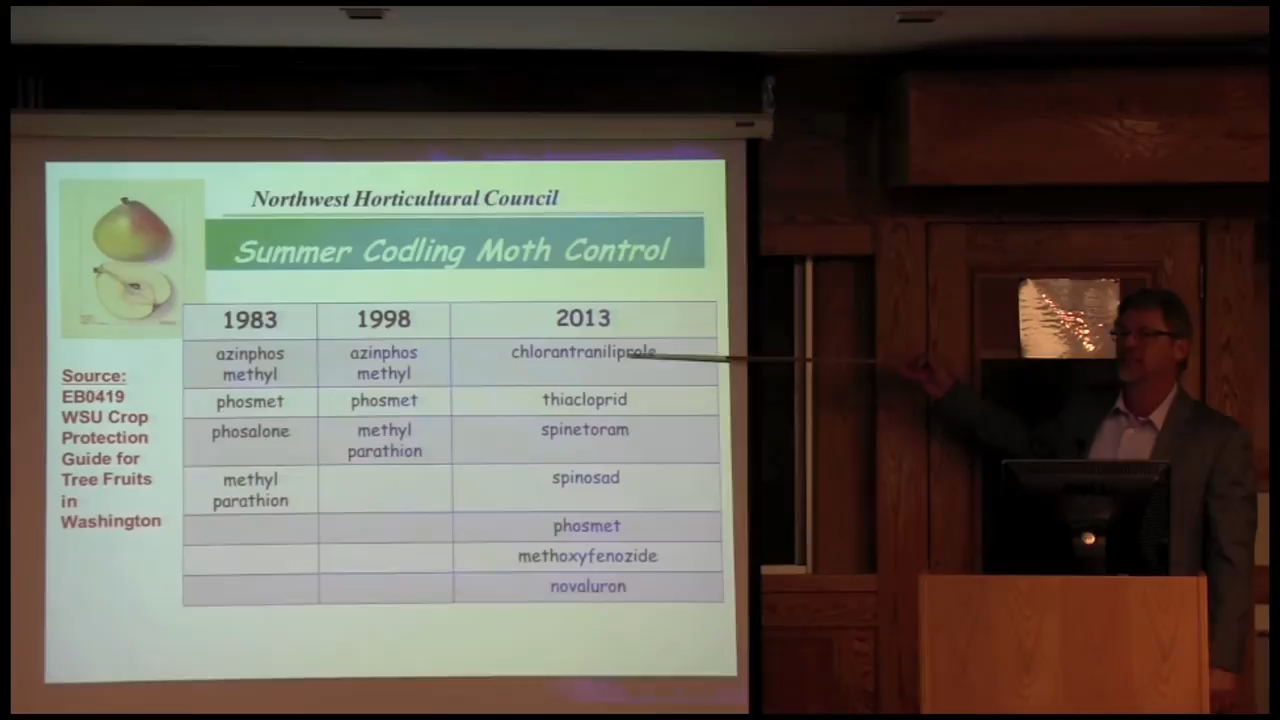 Northwest Horticultural Council
Summer Codling Moth Control
1983 1998 2013
azinphos methyl azinphos methyl chlorantraniliprole
phosmet phosmet thiacloprid
phosalone methyl parathion spinetoram
methyl parathion spinosad
phosmet
methoxyfenozide
novaluron
Source:
EB0419
WSU Crop
Protection
Guide for
Tree Fruits
in
Washington